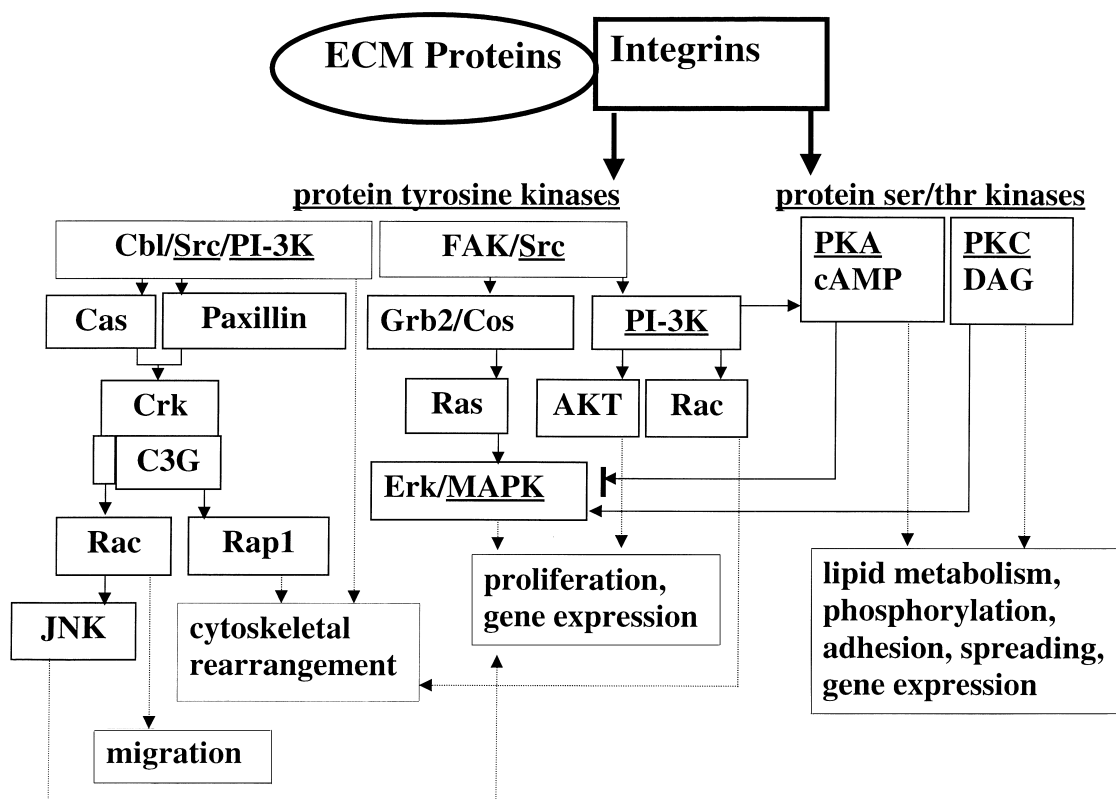 ECM Proteins
Integrins
protein tyrosine kinases
protein ser/thr kinases
Cbl/Src/PI-3K
FAK/Src
PKA
cAMP
PKC
DAG
Cas
Paxillin
Grb2/Cos
PI-3K
Crk
Ras
AKT
Rac
C3G
Erk/MAPK
Rac
Rap1
proliferation,
gene expression
lipid metabolism,
phosphorylation,
adhesion, spreading,
gene expression
JNK
cytoskeletal
rearrangement
migration